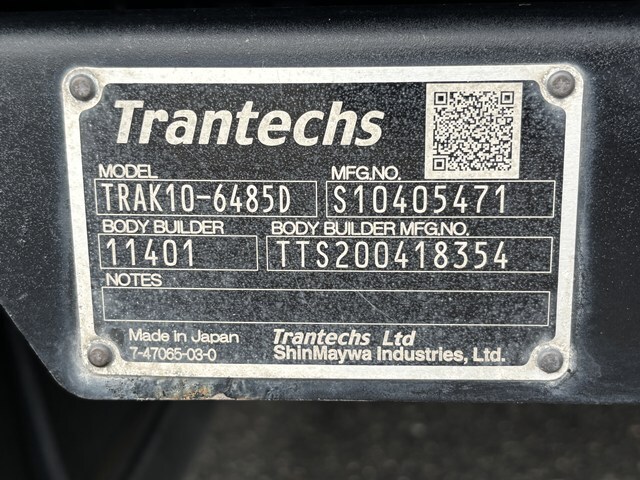 Trantechs
MODEL MFG.NO.
TRAK10-6485D S10405471
BODY BUILDER BODY BUILDER MFG.NO.
11401 TTS200418354
NOTES
Made in Japan Trantechs Ltd
7-47065-03-0 ShinMaywa Industries, Ltd.